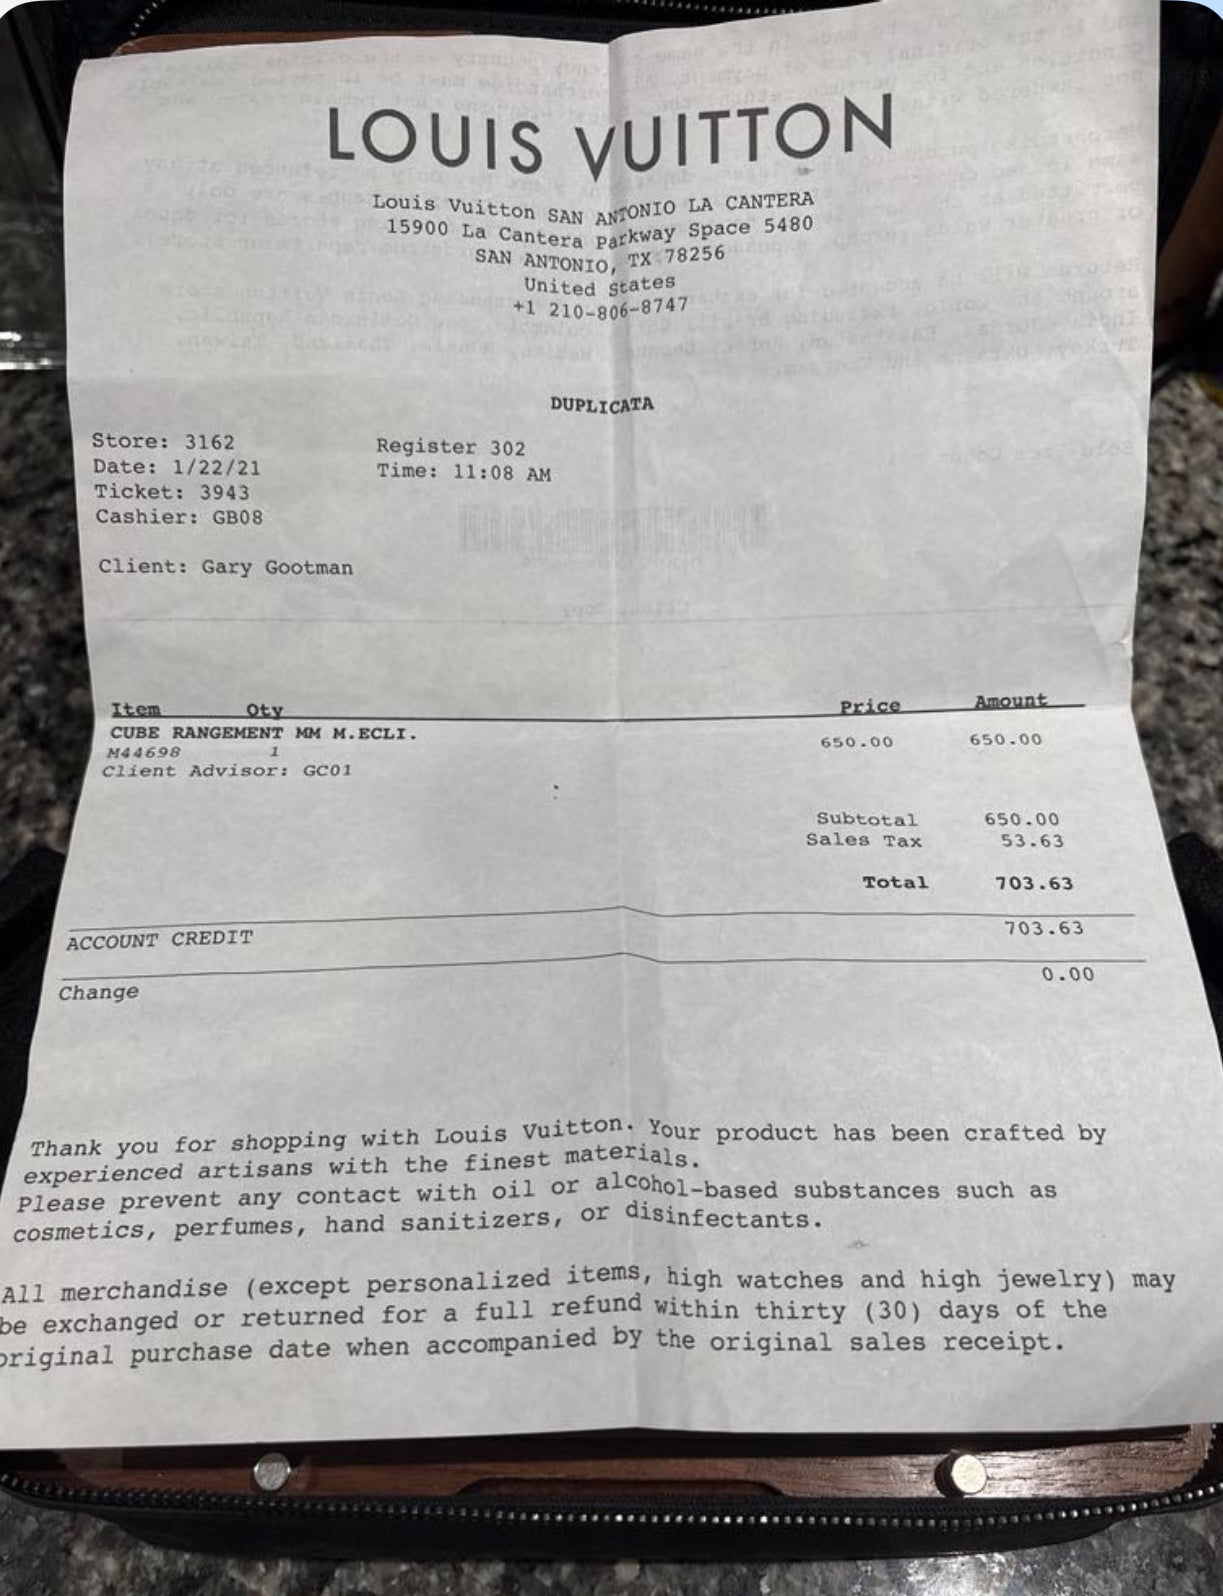 LOUIS VUITTON
Louis Vuitton SAN ANTONIO LA CANTERA
15900 La Cantera Parkway Space 5480
SAN ANTONIO, TX 78256
United States
+1 210-806-8747
DUPLICATA
Store: 3162 Register 302
Date: 1/22/21 Time: 11:08 AM
Ticket: 3943
Cashier: GB08
Client: Gary Gootman
Item Qty Price Amount
CUBE RANGEMENT MM M.ECLI.
M44698 1 650.00 650.00
Client Advisor: GC01
Subtotal 650.00
Sales Tax 53.63
Total 703.63
ACCOUNT CREDIT 703.63
Change 0.00
Thank you for shopping with Louis Vuitton. Your product has been crafted by
experienced artisans with the finest materials.
Please prevent any contact with oil or alcohol-based substances such as
cosmetics, perfumes, hand sanitizers, or disinfectants.
All merchandise (except personalized items, high watches and high jewelry) may
be exchanged or returned for a full refund within thirty (30) days of the
original purchase date when accompanied by the original sales receipt.